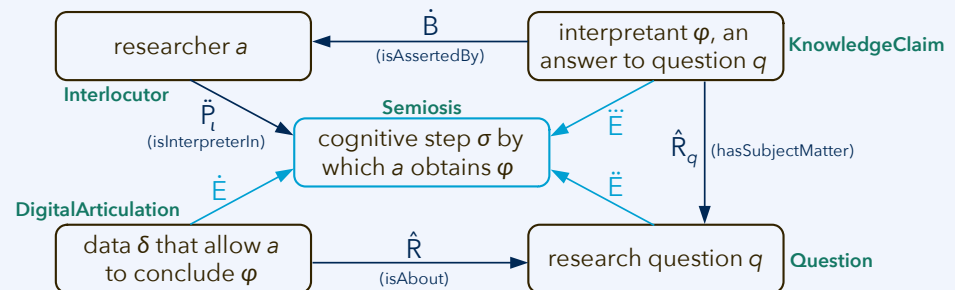 Ḃ
researcher a
(isAssertedBy)
interpretant φ, an
answer to question q
KnowledgeClaim
Interlocutor
Semiosis
P̈ι
(isInterpreterIn)
cognitive step σ by
which a obtains φ
E⃛
R̂q (hasSubjectMatter)
Ė
Ë
DigitalArticulation
data δ that allow a
to conclude φ
R̂
(isAbout)
research question q
Question